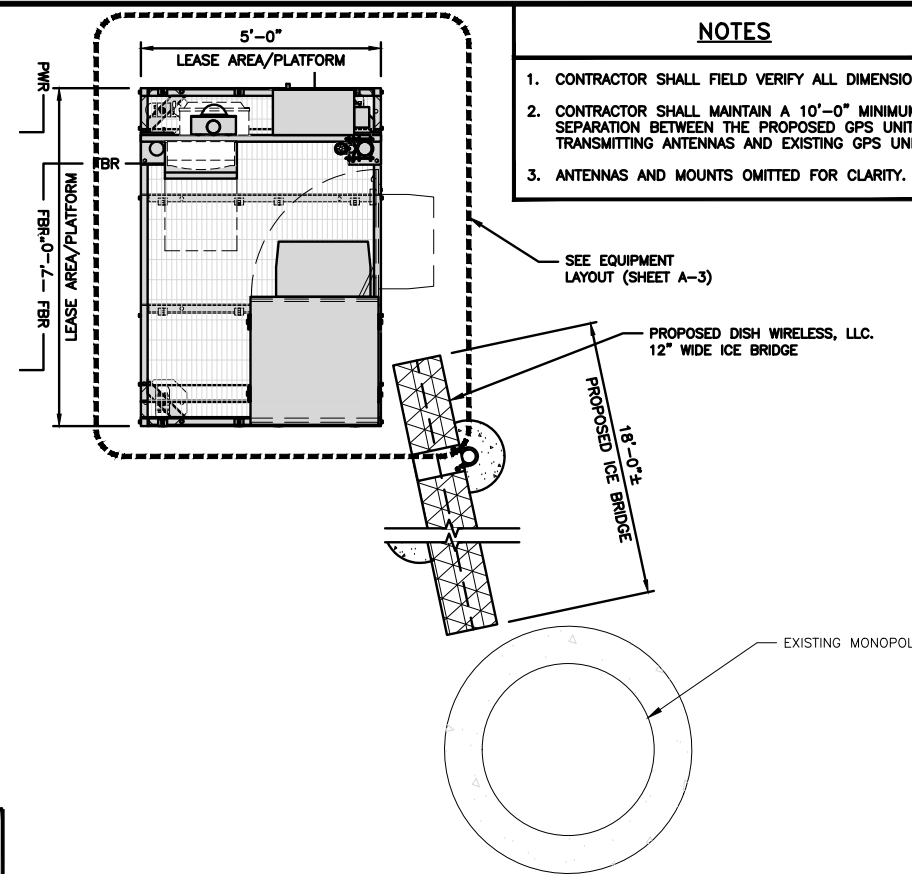 NOTES
1. CONTRACTOR SHALL FIELD VERIFY ALL DIMENSIO
2. CONTRACTOR SHALL MAINTAIN A 10'-0" MINIMUM
SEPARATION BETWEEN THE PROPOSED GPS UNIT
TRANSMITTING ANTENNAS AND EXISTING GPS UNI
3. ANTENNAS AND MOUNTS OMITTED FOR CLARITY.
5'-0"
LEASE AREA/PLATFORM
PWR
FBR
7'-0"
FBR
LEASE AREA/PLATFORM
FBR
SEE EQUIPMENT
LAYOUT (SHEET A-3)
PROPOSED DISH WIRELESS, LLC.
12" WIDE ICE BRIDGE
18'-0"±
PROPOSED ICE BRIDGE
EXISTING MONOPOL